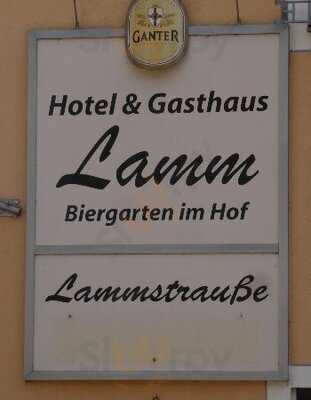 GANTER
Hotel & Gasthaus
Lamm
Biergarten im Hof
Lammstrauße